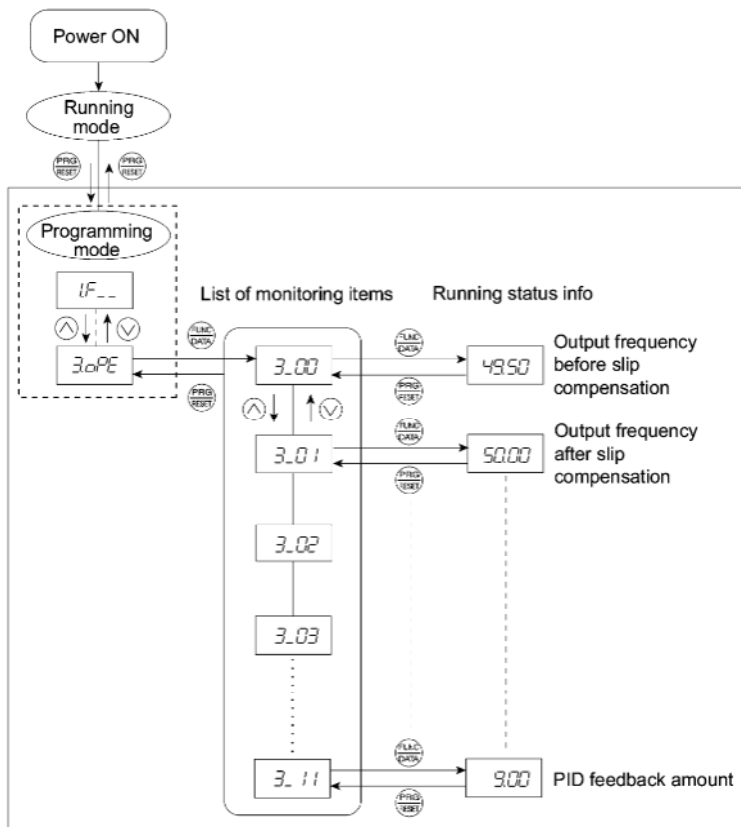 Power ON
Running
mode
PRG
RESET
PRG
RESET
Programming
mode
1.F_ _
3.oPE
List of monitoring items
Running status info
FUNC
DATA
PRG
RESET
3_00
FUNC
DATA
PRG
RESET
49.50
Output frequency
before slip
compensation
3_01
FUNC
DATA
PRG
RESET
50.00
Output frequency
after slip
compensation
3_02
3_03
3_11
FUNC
DATA
PRG
RESET
9.00
PID feedback amount